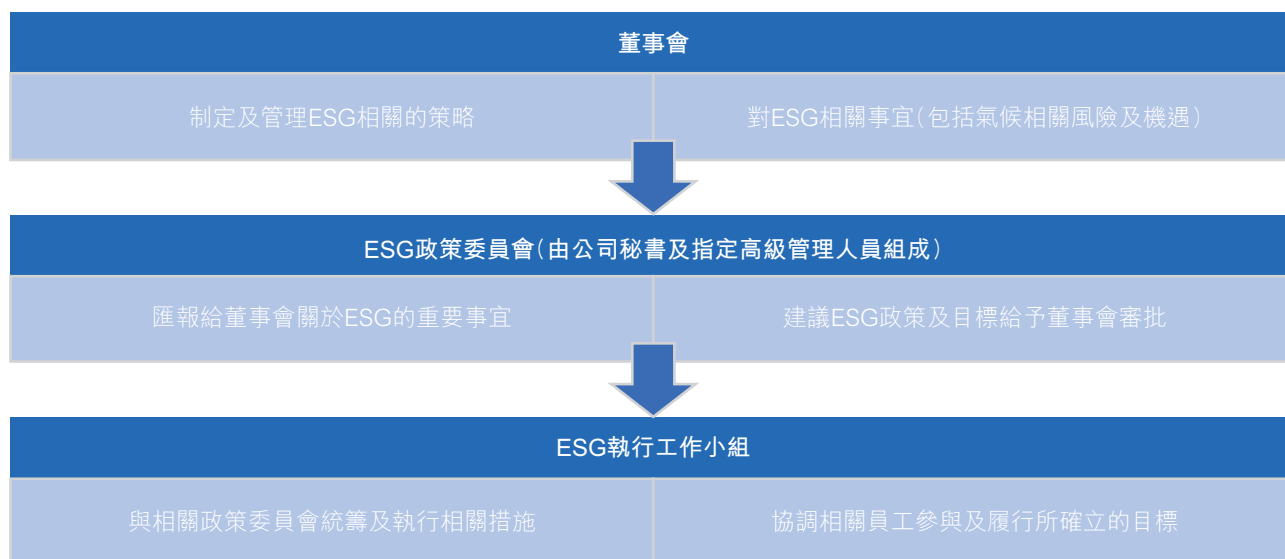 董事會
制定及管理ESG相關的策略
對ESG相關事宜(包括氣候相關風險及機遇)
ESG政策委員會(由公司秘書及指定高級管理人員組成)
匯報給董事會關於ESG的重要事宜
建議ESG政策及目標給予董事會審批
ESG執行工作小組
與相關政策委員會統籌及執行相關措施
協調相關員工參與及履行所確立的目標